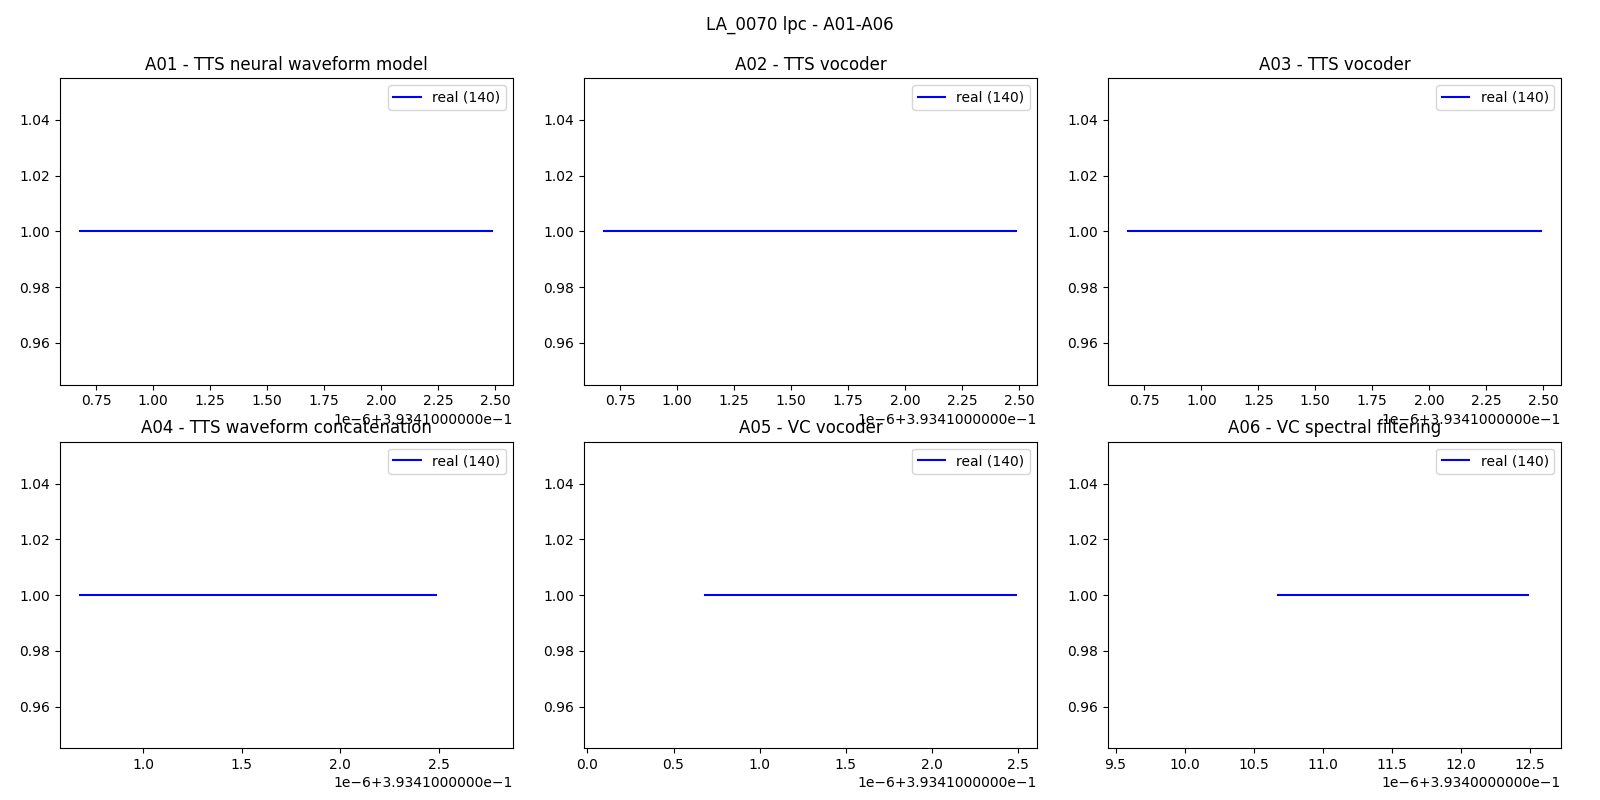 LA_0070 lpc - A01-A06
A01 - TTS neural waveform model
real (140)
1.04
1.02
1.00
0.98
0.96
0.75 1.00 1.25 1.50 1.75 2.00 2.25 2.50
1e−6+3.9341000000e−1
A02 - TTS vocoder
real (140)
1.04
1.02
1.00
0.98
0.96
0.75 1.00 1.25 1.50 1.75 2.00 2.25 2.50
1e−6+3.9341000000e−1
A03 - TTS vocoder
real (140)
1.04
1.02
1.00
0.98
0.96
0.75 1.00 1.25 1.50 1.75 2.00 2.25 2.50
1e−6+3.9341000000e−1
A04 - TTS waveform concatenation
real (140)
1.04
1.02
1.00
0.98
0.96
1.0 1.5 2.0 2.5
1e−6+3.9341000000e−1
A05 - VC vocoder
real (140)
1.04
1.02
1.00
0.98
0.96
0.0 0.5 1.0 1.5 2.0 2.5
1e−6+3.9341000000e−1
A06 - VC spectral filtering
real (140)
1.04
1.02
1.00
0.98
0.96
9.5 10.0 10.5 11.0 11.5 12.0 12.5
1e−6+3.9340000000e−1